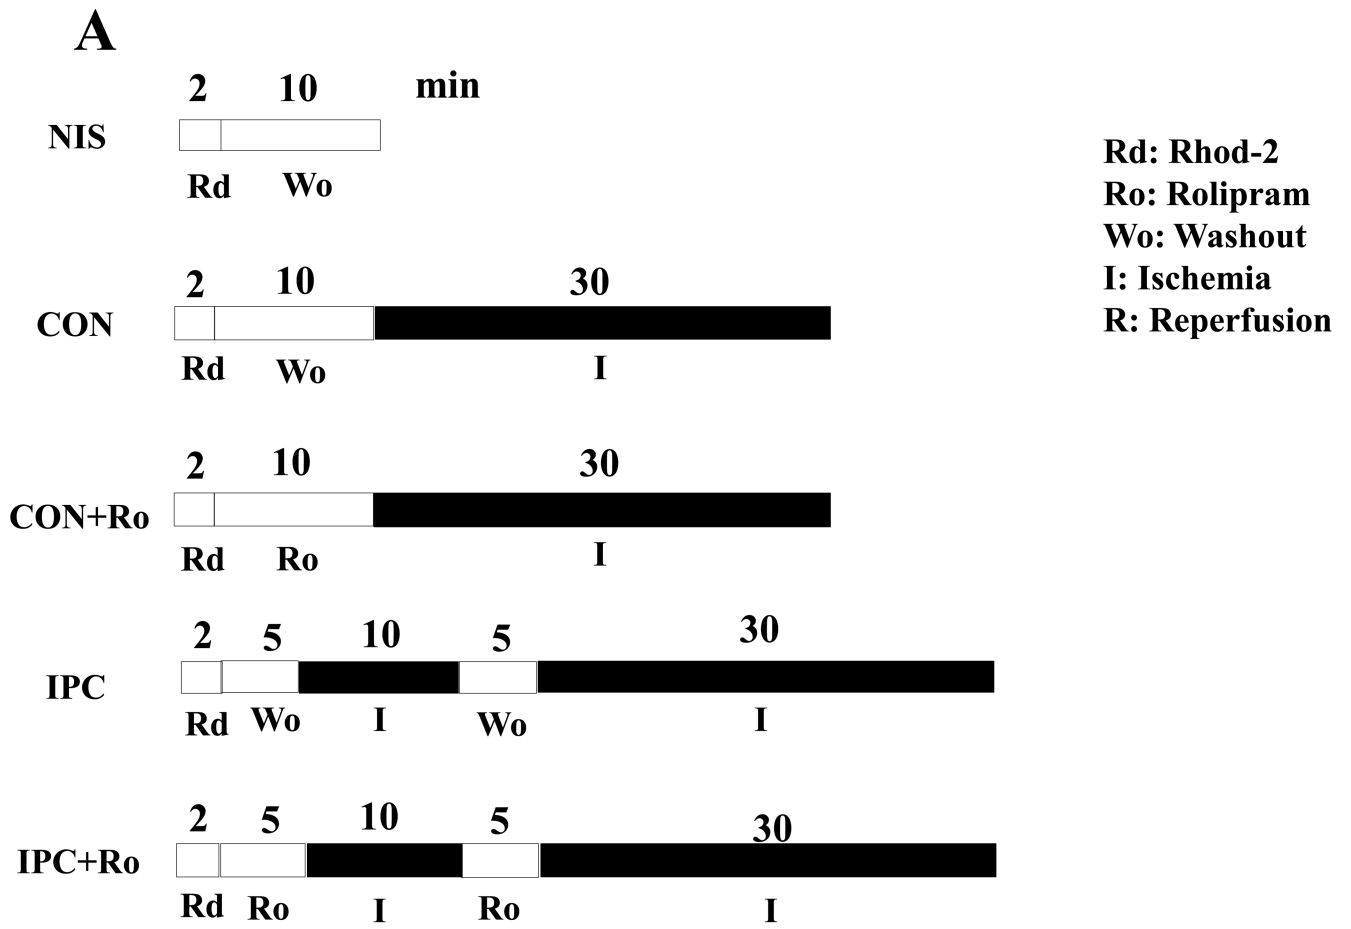 A
2 10 min
NIS
Rd Wo
Rd: Rhod-2
Ro: Rolipram
Wo: Washout
I: Ischemia
R: Reperfusion
2 10 30
CON
Rd Wo I
2 10 30
CON+Ro
Rd Ro I
2 5 10 5 30
IPC
Rd Wo I Wo I
2 5 10 5 30
IPC+Ro
Rd Ro I Ro I